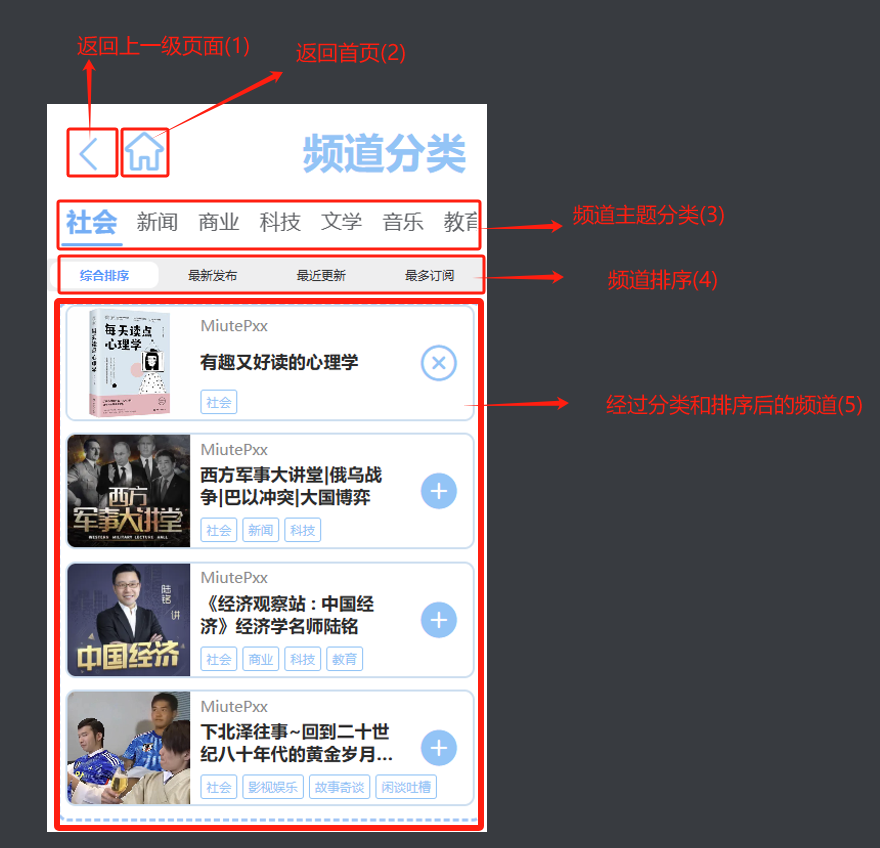 返回上一级页面(1)
返回首页(2)
频道分类
社会 新闻 商业 科技 文学 音乐 教育
频道主题分类(3)
综合排序 最新发布 最近更新 最多订阅
频道排序(4)
每天读点
心理学
MiutePxx
有趣又好读的心理学
社会
经过分类和排序后的频道(5)
西方
军事大讲堂
WESTERN MILITARY LECTURE HALL
MiutePxx
西方军事大讲堂|俄乌战
争|巴以冲突|大国博弈
社会 新闻 科技
陆铭 讲
中国经济
MiutePxx
《经济观察站：中国经
济》经济学名师陆铭
社会 商业 科技 教育
MiutePxx
下北泽往事~回到二十世
纪八十年代的黄金岁月...
社会 影视娱乐 故事奇谈 闲谈吐槽